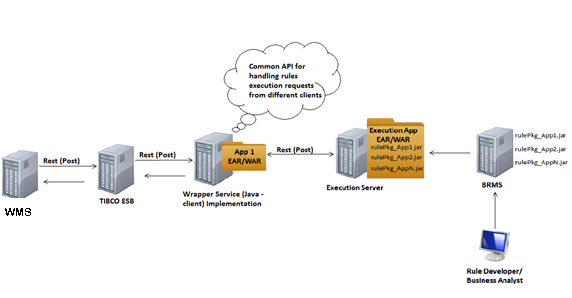 Common API for
handling rules
execution requests
from different clients
Rest (Post)
Rest (Post)
App 1
EAR/WAR
Rest (Post)
Execution App
EAR/WAR
rulePkg_App1.jar
rulePkg_App2.jar
rulePkg_AppN.jar
rulePkg_App1.jar
rulePkg_App2.jar
rulePkg_AppN.jar
WMS
TIBCO ESB
Wrapper Service (Java -
client) Implementation
Execution Server
BRMS
Rule Developer/
Business Analyst